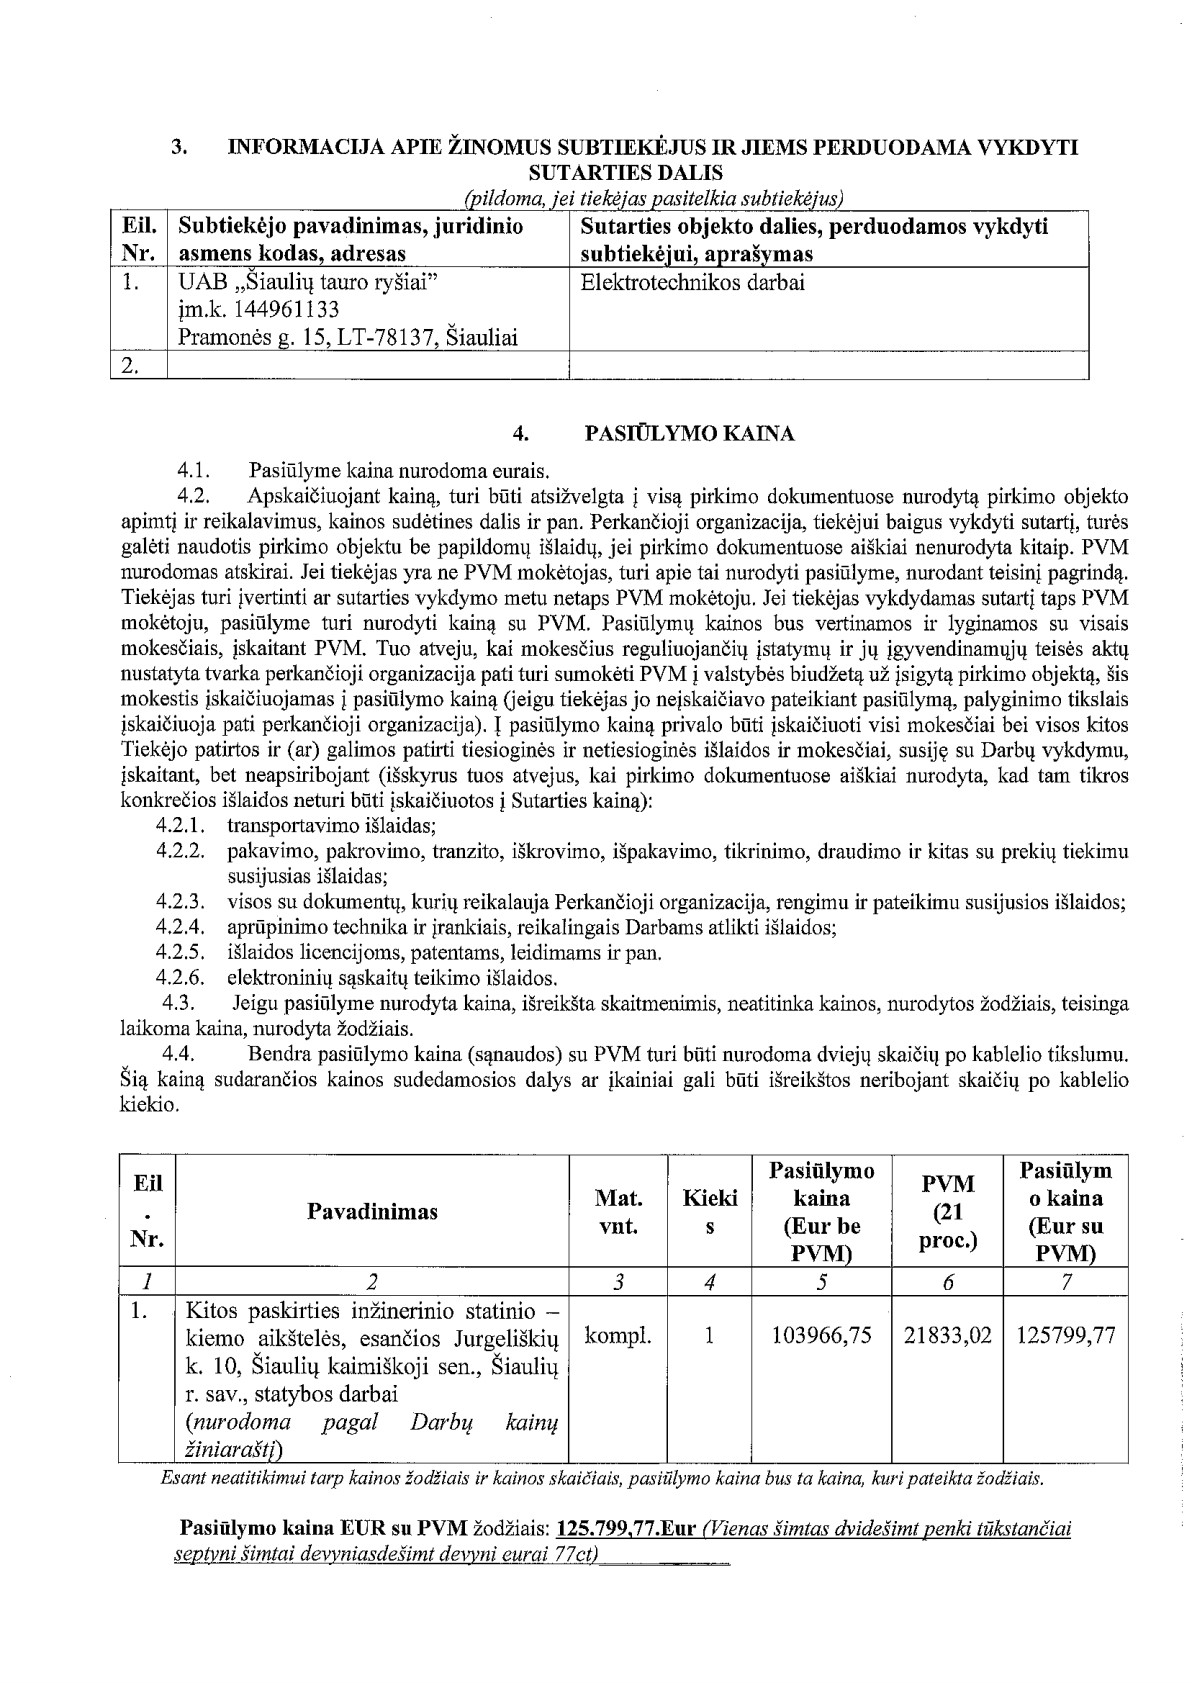 3. INFORMACIJA APIE ŽINOMUS SUBTIEKĖJUS IR JIEMS PERDUODAMA VYKDYTI
SUTARTIES DALIS
(pildoma, jei tiekėjas pasitelkia subtiekėjus)
Eil. Nr. | Subtiekėjo pavadinimas, juridinio asmens kodas, adresas | Sutarties objekto dalies, perduodamos vykdyti subtiekėjui, aprašymas
1. UAB „Šiaulių tauro ryšiai” Elektrotechnikos darbai
įm.k. 144961133
Pramonės g. 15, LT-78137, Šiauliai
2.
4. PASIŪLYMO KAINA
4.1. Pasiūlyme kaina nurodoma eurais.
4.2. Apskaičiuojant kainą, turi būti atsižvelgta į visą pirkimo dokumentuose nurodytą pirkimo objekto
apimtį ir reikalavimus, kainos sudėtines dalis ir pan. Perkančioji organizacija, tiekėjui baigus vykdyti sutartį, turės
galėti naudotis pirkimo objektu be papildomų išlaidų, jei pirkimo dokumentuose aiškiai nenurodyta kitaip. PVM
nurodomas atskirai. Jei tiekėjas yra ne PVM mokėtojas, turi apie tai nurodyti pasiūlyme, nurodant teisinį pagrindą.
Tiekėjas turi įvertinti ar sutarties vykdymo metu netaps PVM mokėtoju. Jei tiekėjas vykdydamas sutartį taps PVM
mokėtoju, pasiūlyme turi nurodyti kainą su PVM. Pasiūlymų kainos bus vertinamos ir lyginamos su visais
mokesčiais, įskaitant PVM. Tuo atveju, kai mokesčius reguliuojančių įstatymų ir jų įgyvendinamųjų teisės aktų
nustatyta tvarka perkančioji organizacija pati turi sumokėti PVM į valstybės biudžetą už įsigytą pirkimo objektą, šis
mokestis įskaičiuojamas į pasiūlymo kainą (jeigu tiekėjas jo neįskaičiavo pateikiant pasiūlymą, palyginimo tikslais
įskaičiuoja pati perkančioji organizacija). Į pasiūlymo kainą privalo būti įskaičiuoti visi mokesčiai bei visos kitos
Tiekėjo patirtos ir (ar) galimos patirti tiesioginės ir netiesioginės išlaidos ir mokesčiai, susiję su Darbų vykdymu,
įskaitant, bet neapsiribojant (išskyrus tuos atvejus, kai pirkimo dokumentuose aiškiai nurodyta, kad tam tikros
konkrečios išlaidos neturi būti įskaičiuotos į Sutarties kainą):
4.2.1. transportavimo išlaidas;
4.2.2. pakavimo, pakrovimo, tranzito, iškrovimo, išpakavimo, tikrinimo, draudimo ir kitas su prekių tiekimu
susijusias išlaidas;
4.2.3. visos su dokumentų, kurių reikalauja Perkančioji organizacija, rengimu ir pateikimu susijusios išlaidos;
4.2.4. aprūpinimo technika ir įrankiais, reikalingais Darbams atlikti išlaidos;
4.2.5. išlaidos licencijoms, patentams, leidimams ir pan.
4.2.6. elektroninių sąskaitų teikimo išlaidos.
4.3. Jeigu pasiūlyme nurodyta kaina, išreikšta skaitmenimis, neatitinka kainos, nurodytos žodžiais, teisinga
laikoma kaina, nurodyta žodžiais.
4.4. Bendra pasiūlymo kaina (sąnaudos) su PVM turi būti nurodoma dviejų skaičių po kablelio tikslumu.
Šią kainą sudarančios kainos sudedamosios dalys ar įkainiai gali būti išreikštos neribojant skaičių po kablelio
kiekio.
Eil . Nr. | Pavadinimas | Mat. vnt. | Kieki s | Pasiūlymo kaina (Eur be PVM) | PVM (21 proc.) | Pasiūlym o kaina (Eur su PVM)
1 2 3 4 5 6 7
1. Kitos paskirties inžinerinio statinio –
kiemo aikštelės, esančios Jurgeliškių kompl. 1 103966,75 21833,02 125799,77
k. 10, Šiaulių kaimiškoji sen., Šiaulių
r. sav., statybos darbai
(nurodoma pagal Darbų kainų
žiniaraštį)
Esant neatitikimui tarp kainos žodžiais ir kainos skaičiais, pasiūlymo kaina bus ta kaina, kuri pateikta žodžiais.
Pasiūlymo kaina EUR su PVM žodžiais: 125.799,77.Eur (Vienas šimtas dvidešimt penki tūkstančiai
septyni šimtai devyniasdešimt devyni eurai 77ct)